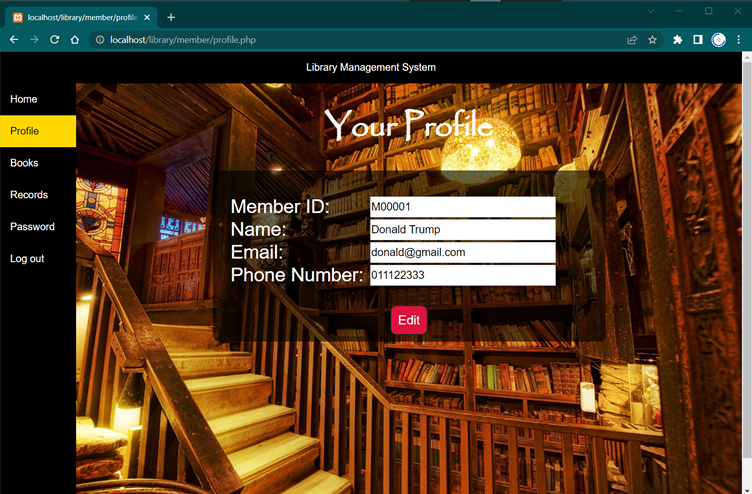 localhost/library/member/profile
localhost/library/member/profile.php
Library Management System
Home
Profile
Books
Records
Password
Log out
Your Profile
Member ID: M00001
Name: Donald Trump
Email: donald@gmail.com
Phone Number: 011122333
Edit